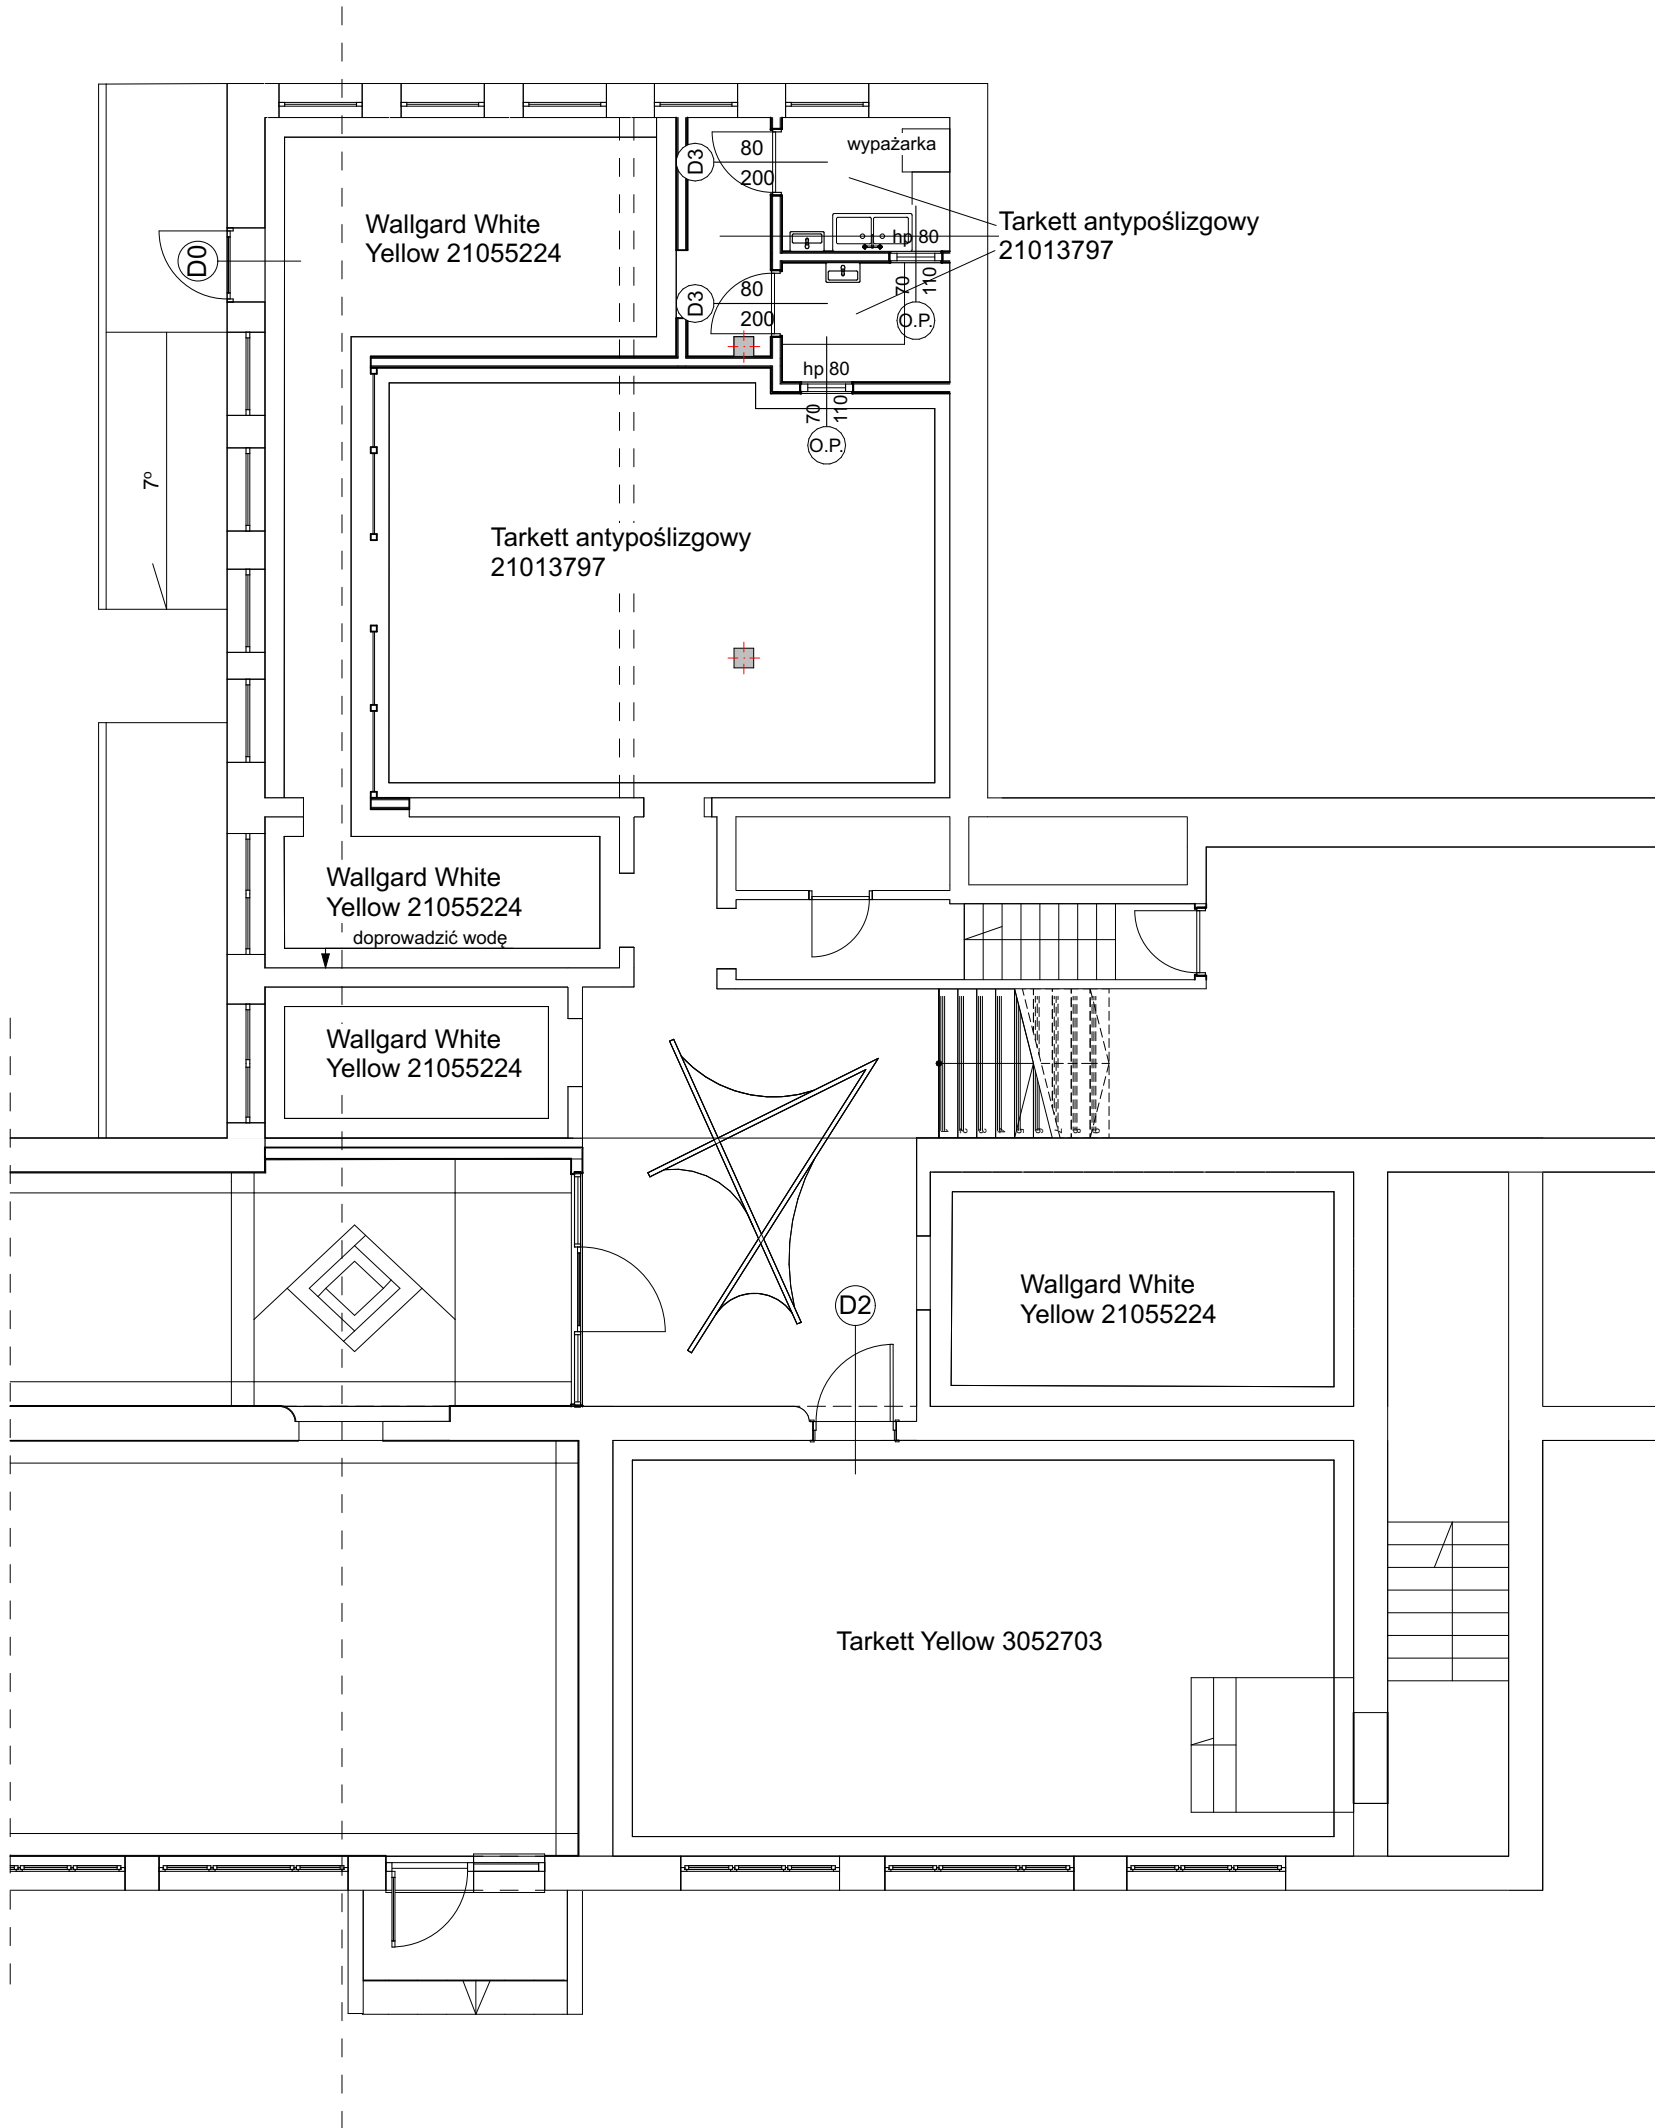 wypażarka
D3
80
200
Wallgard White
Yellow 21055224
Tarkett antypoślizgowy
21013797
hp 80
D0
70
110
D3
80
200
O.P.
hp 80
70
110
O.P.
7º
Tarkett antypoślizgowy
21013797
Wallgard White
Yellow 21055224
doprowadzić wodę
Wallgard White
Yellow 21055224
Wallgard White
Yellow 21055224
D2
Tarkett Yellow 3052703